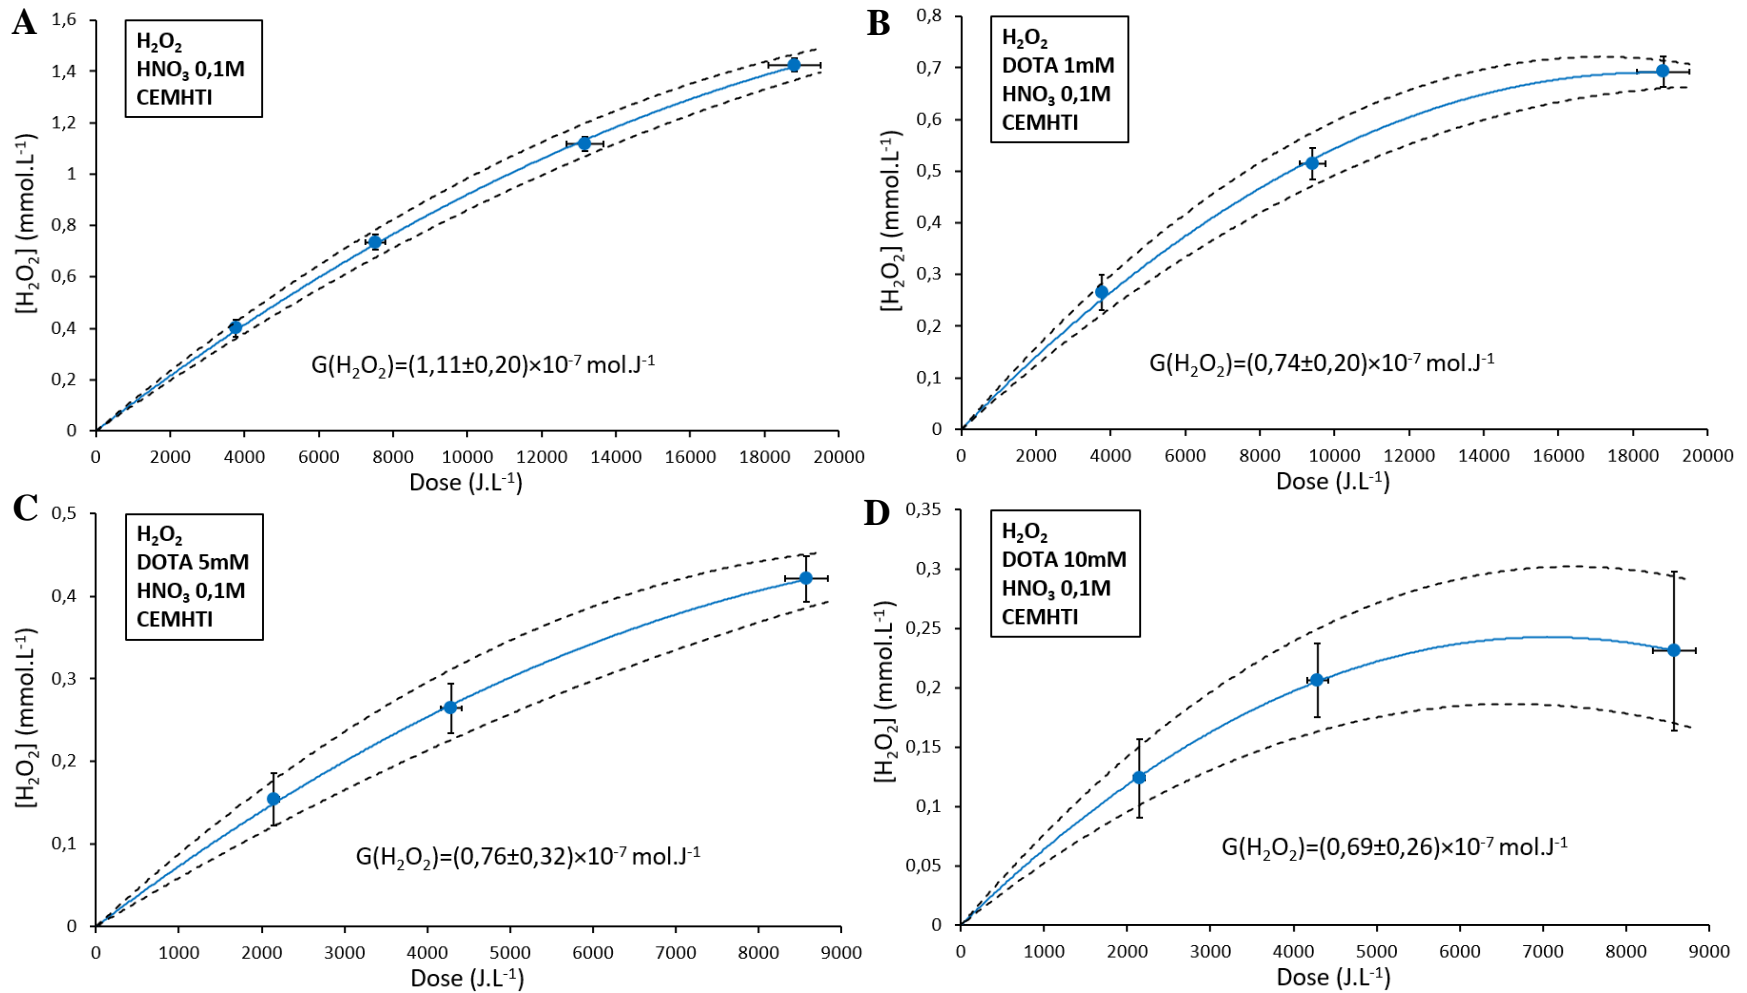 A
H₂O₂
HNO₃ 0,1M
CEMHTI
1,6
1,4
1,2
1
0,8
0,6
0,4
0,2
0
[H₂O₂] (mmol.L⁻¹)
G(H₂O₂)=(1,11±0,20)×10⁻⁷ mol.J⁻¹
0 2000 4000 6000 8000 10000 12000 14000 16000 18000 20000
Dose (J.L⁻¹)
B
H₂O₂
DOTA 1mM
HNO₃ 0,1M
CEMHTI
0,8
0,7
0,6
0,5
0,4
0,3
0,2
0,1
0
[H₂O₂] (mmol.L⁻¹)
G(H₂O₂)=(0,74±0,20)×10⁻⁷ mol.J⁻¹
0 2000 4000 6000 8000 10000 12000 14000 16000 18000 20000
Dose (J.L⁻¹)
C
H₂O₂
DOTA 5mM
HNO₃ 0,1M
CEMHTI
0,5
0,4
0,3
0,2
0,1
0
[H₂O₂] (mmol.L⁻¹)
G(H₂O₂)=(0,76±0,32)×10⁻⁷ mol.J⁻¹
0 1000 2000 3000 4000 5000 6000 7000 8000 9000
Dose (J.L⁻¹)
D
H₂O₂
DOTA 10mM
HNO₃ 0,1M
CEMHTI
0,35
0,3
0,25
0,2
0,15
0,1
0,05
0
[H₂O₂] (mmol.L⁻¹)
G(H₂O₂)=(0,69±0,26)×10⁻⁷ mol.J⁻¹
0 1000 2000 3000 4000 5000 6000 7000 8000 9000
Dose (J.L⁻¹)